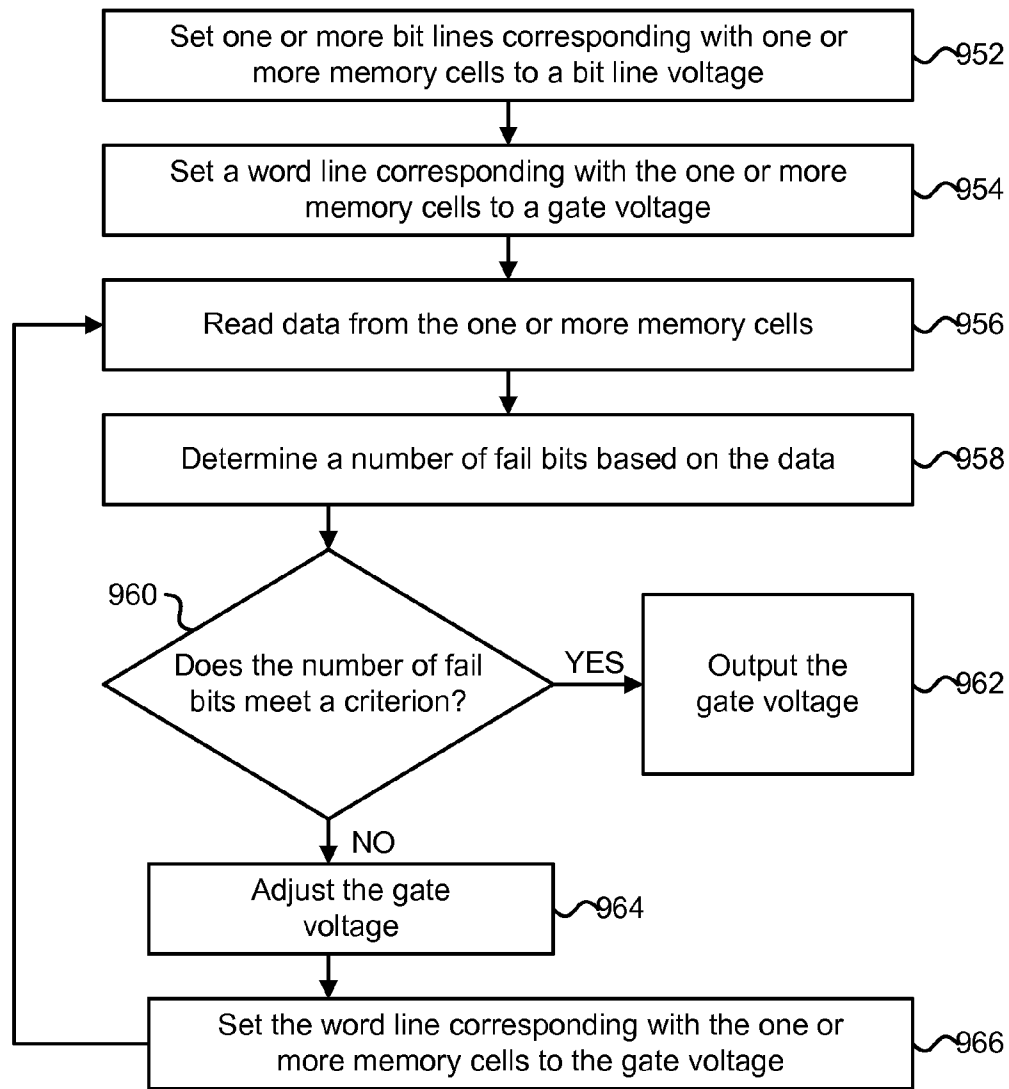 Set one or more bit lines corresponding with one or
more memory cells to a bit line voltage
952
Set a word line corresponding with the one or more
memory cells to a gate voltage
954
Read data from the one or more memory cells
956
Determine a number of fail bits based on the data
958
960
Does the number of fail
bits meet a criterion?
YES
Output the
gate voltage
962
NO
Adjust the gate
voltage
964
Set the word line corresponding with the one or
more memory cells to the gate voltage
966